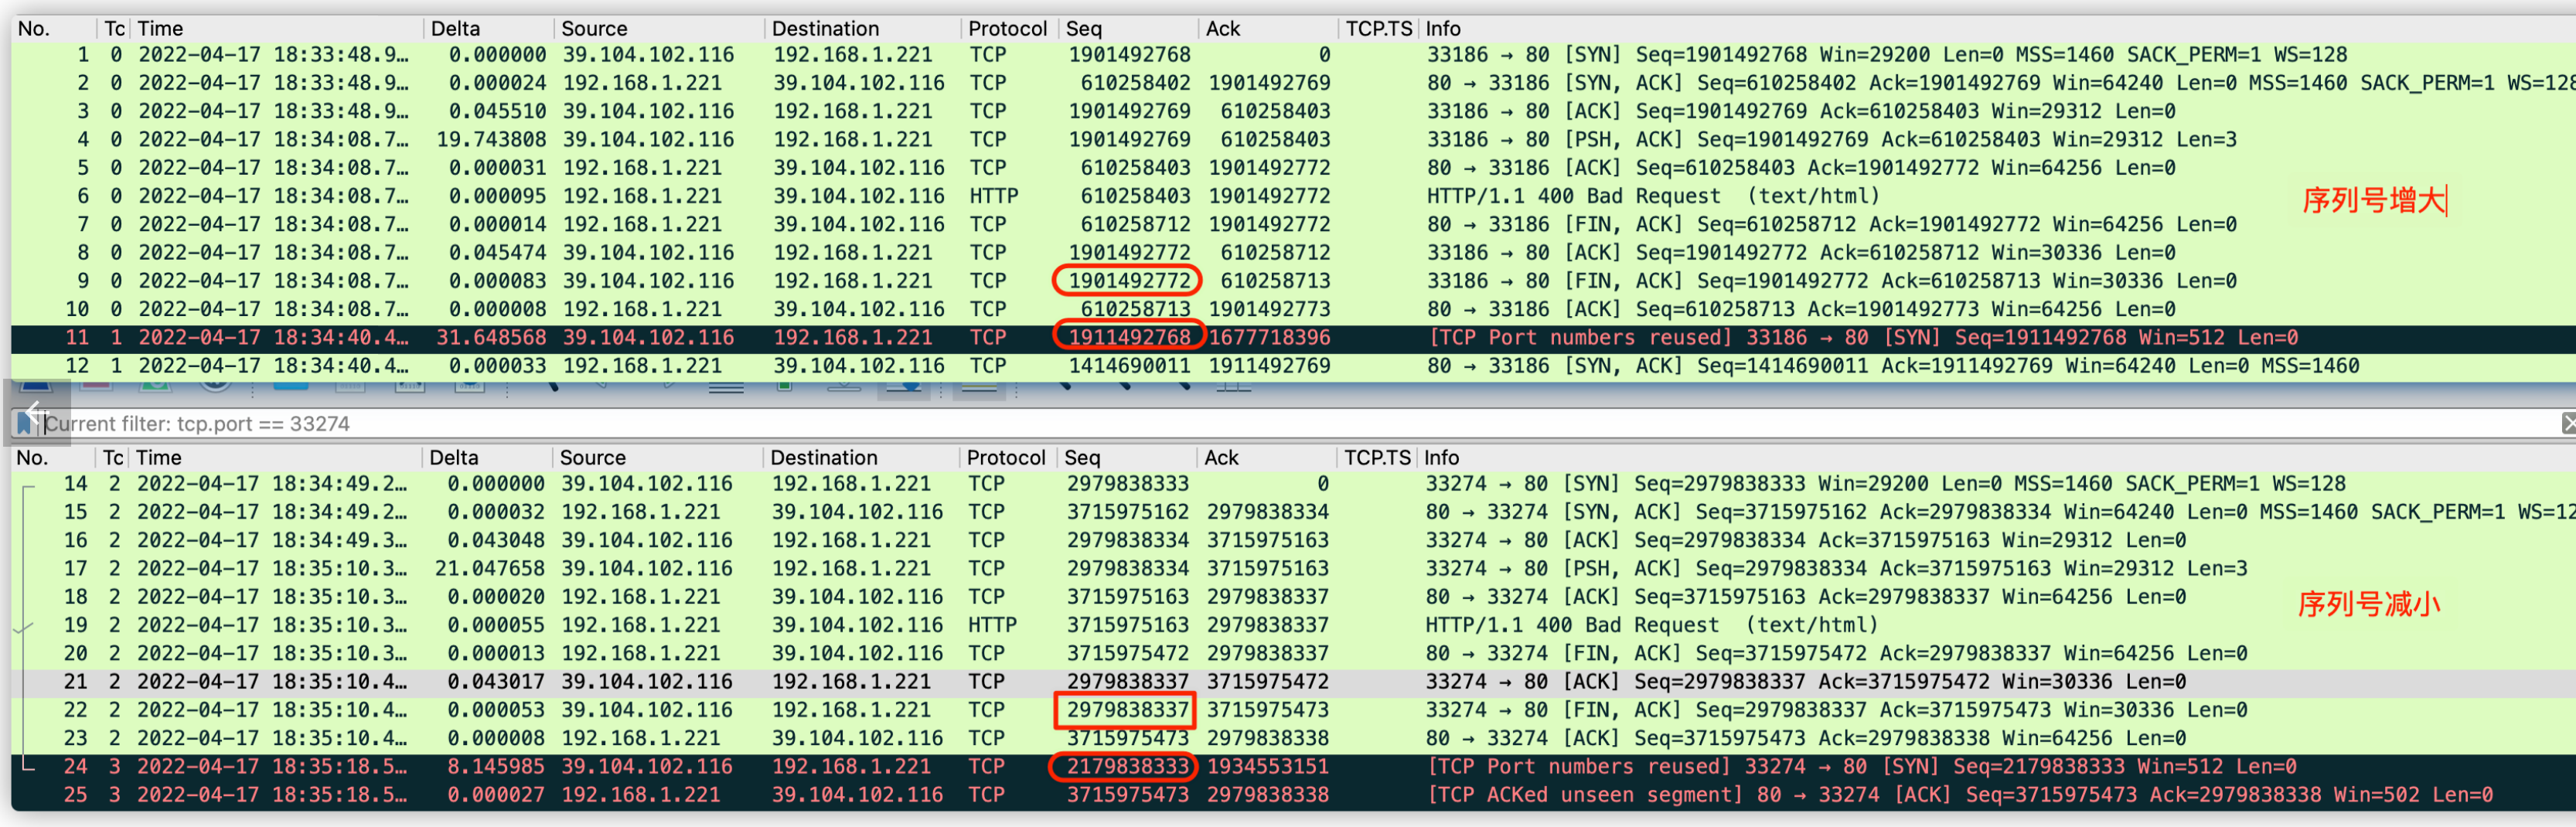 No. Tc Time Delta Source Destination Protocol Seq Ack TCP.TS Info
1 0 2022-04-17 18:33:48.9… 0.000000 39.104.102.116 192.168.1.221 TCP 1901492768 0 33186 → 80 [SYN] Seq=1901492768 Win=29200 Len=0 MSS=1460 SACK_PERM=1 WS=128
2 0 2022-04-17 18:33:48.9… 0.000024 192.168.1.221 39.104.102.116 TCP 610258402 1901492769 80 → 33186 [SYN, ACK] Seq=610258402 Ack=1901492769 Win=64240 Len=0 MSS=1460 SACK_PERM=1 WS=128
3 0 2022-04-17 18:33:48.9… 0.045510 39.104.102.116 192.168.1.221 TCP 1901492769 610258403 33186 → 80 [ACK] Seq=1901492769 Ack=610258403 Win=29312 Len=0
4 0 2022-04-17 18:34:08.7… 19.743808 39.104.102.116 192.168.1.221 TCP 1901492769 610258403 33186 → 80 [PSH, ACK] Seq=1901492769 Ack=610258403 Win=29312 Len=3
5 0 2022-04-17 18:34:08.7… 0.000031 192.168.1.221 39.104.102.116 TCP 610258403 1901492772 80 → 33186 [ACK] Seq=610258403 Ack=1901492772 Win=64256 Len=0
6 0 2022-04-17 18:34:08.7… 0.000095 192.168.1.221 39.104.102.116 HTTP 610258403 1901492772 HTTP/1.1 400 Bad Request (text/html)
序列号增大
7 0 2022-04-17 18:34:08.7… 0.000014 192.168.1.221 39.104.102.116 TCP 610258712 1901492772 80 → 33186 [FIN, ACK] Seq=610258712 Ack=1901492772 Win=64256 Len=0
8 0 2022-04-17 18:34:08.7… 0.045474 39.104.102.116 192.168.1.221 TCP 1901492772 610258712 33186 → 80 [ACK] Seq=1901492772 Ack=610258712 Win=30336 Len=0
9 0 2022-04-17 18:34:08.7… 0.000083 39.104.102.116 192.168.1.221 TCP 1901492772 610258713 33186 → 80 [FIN, ACK] Seq=1901492772 Ack=610258713 Win=30336 Len=0
10 0 2022-04-17 18:34:08.7… 0.000008 192.168.1.221 39.104.102.116 TCP 610258713 1901492773 80 → 33186 [ACK] Seq=610258713 Ack=1901492773 Win=64256 Len=0
11 1 2022-04-17 18:34:40.4… 31.648568 39.104.102.116 192.168.1.221 TCP 1911492768 1677718396 [TCP Port numbers reused] 33186 → 80 [SYN] Seq=1911492768 Win=512 Len=0
12 1 2022-04-17 18:34:40.4… 0.000033 192.168.1.221 39.104.102.116 TCP 1414690011 1911492769 80 → 33186 [SYN, ACK] Seq=1414690011 Ack=1911492769 Win=64240 Len=0 MSS=1460
Current filter: tcp.port == 33274
No. Tc Time Delta Source Destination Protocol Seq Ack TCP.TS Info
14 2 2022-04-17 18:34:49.2… 0.000000 39.104.102.116 192.168.1.221 TCP 2979838333 0 33274 → 80 [SYN] Seq=2979838333 Win=29200 Len=0 MSS=1460 SACK_PERM=1 WS=128
15 2 2022-04-17 18:34:49.2… 0.000032 192.168.1.221 39.104.102.116 TCP 3715975162 2979838334 80 → 33274 [SYN, ACK] Seq=3715975162 Ack=2979838334 Win=64240 Len=0 MSS=1460 SACK_PERM=1 WS=12
16 2 2022-04-17 18:34:49.3… 0.043048 39.104.102.116 192.168.1.221 TCP 2979838334 3715975163 33274 → 80 [ACK] Seq=2979838334 Ack=3715975163 Win=29312 Len=0
17 2 2022-04-17 18:35:10.3… 21.047658 39.104.102.116 192.168.1.221 TCP 2979838334 3715975163 33274 → 80 [PSH, ACK] Seq=2979838334 Ack=3715975163 Win=29312 Len=3
18 2 2022-04-17 18:35:10.3… 0.000020 192.168.1.221 39.104.102.116 TCP 3715975163 2979838337 80 → 33274 [ACK] Seq=3715975163 Ack=2979838337 Win=64256 Len=0
序列号减小
19 2 2022-04-17 18:35:10.3… 0.000055 192.168.1.221 39.104.102.116 HTTP 3715975163 2979838337 HTTP/1.1 400 Bad Request (text/html)
20 2 2022-04-17 18:35:10.3… 0.000013 192.168.1.221 39.104.102.116 TCP 3715975472 2979838337 80 → 33274 [FIN, ACK] Seq=3715975472 Ack=2979838337 Win=64256 Len=0
21 2 2022-04-17 18:35:10.4… 0.043017 39.104.102.116 192.168.1.221 TCP 2979838337 3715975472 33274 → 80 [ACK] Seq=2979838337 Ack=3715975472 Win=30336 Len=0
22 2 2022-04-17 18:35:10.4… 0.000053 39.104.102.116 192.168.1.221 TCP 2979838337 3715975473 33274 → 80 [FIN, ACK] Seq=2979838337 Ack=3715975473 Win=30336 Len=0
23 2 2022-04-17 18:35:10.4… 0.000008 192.168.1.221 39.104.102.116 TCP 3715975473 2979838338 80 → 33274 [ACK] Seq=3715975473 Ack=2979838338 Win=64256 Len=0
24 3 2022-04-17 18:35:18.5… 8.145985 39.104.102.116 192.168.1.221 TCP 2179838333 1934553151 [TCP Port numbers reused] 33274 → 80 [SYN] Seq=2179838333 Win=512 Len=0
25 3 2022-04-17 18:35:18.5… 0.000027 192.168.1.221 39.104.102.116 TCP 3715975473 2979838338 [TCP ACKed unseen segment] 80 → 33274 [ACK] Seq=3715975473 Ack=2979838338 Win=502 Len=0